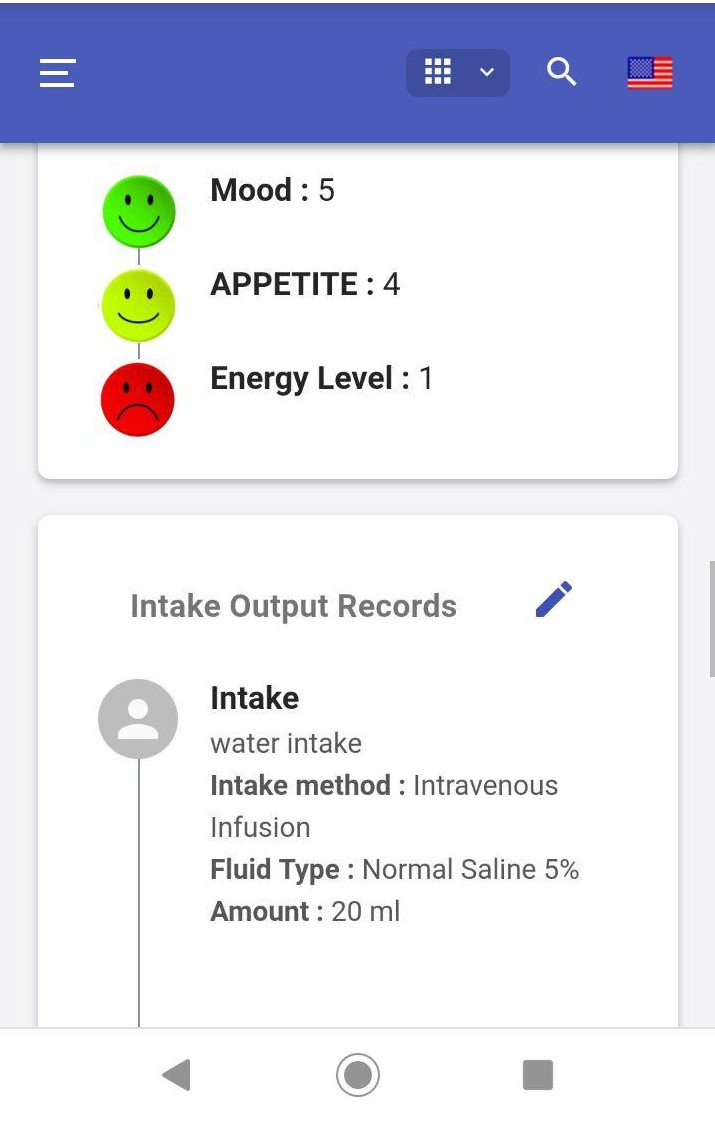 Mood : 5
APPETITE : 4
Energy Level : 1
Intake Output Records
Intake
water intake
Intake method : Intravenous
Infusion
Fluid Type : Normal Saline 5%
Amount : 20 ml